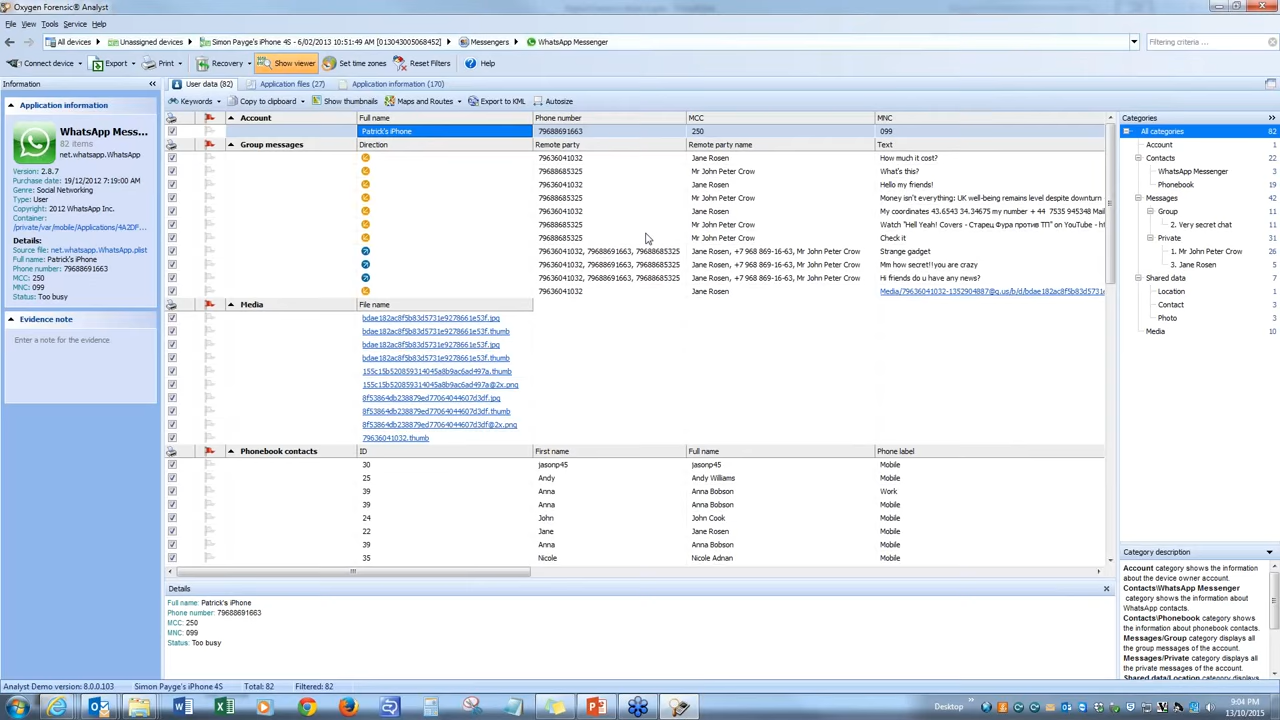 Oxygen Forensic® Analyst
File View Tools Service Help
All devices Unassigned devices Simon Payge's iPhone 4S - 6/02/2013 10:51:49 AM [013043005068452] Messengers WhatsApp Messenger Filtering criteria ...
Connect device Export Print Recovery Show viewer Set time zones Reset Filters Help
Information
User data (82) Application files (27) Application information (170)
Keywords Copy to clipboard Show thumbnails Maps and Routes Export to KML Autosize
Application information
WhatsApp Mess...
82 items
net.whatsapp.WhatsApp
Version: 2.8.7
Purchase date: 19/12/2012 7:19:00 AM
Genre: Social Networking
Type: User
Copyright: 2012 WhatsApp Inc.
Container:
/private/var/mobile/Applications/4A2DF...
Details:
Source file: net.whatsapp.WhatsApp.plist
Full name: Patrick's iPhone
Phone number: 79688691663
MCC: 250
MNC: 099
Status: Too busy
Evidence note
Enter a note for the evidence
Account Full name Phone number MCC MNC
Patrick's iPhone 79688691663 250 099
Group messages Direction Remote party Remote party name Text
79636041032 Jane Rosen How much it cost?
79688685325 Mr John Peter Crow What's this?
79636041032 Jane Rosen Hello my friends!
79688685325 Mr John Peter Crow Money isn't everything: UK well-being remains level despite downturn
79636041032 Jane Rosen My coordinates 43.6543 34.34675 my number + 44 7535 945348 Mail
79688685325 Mr John Peter Crow Watch "Hell Yeah! Covers - Старец Фура против ТП" on YouTube - ht
79688685325 Mr John Peter Crow Check it
79636041032, 79688691663, 79688685325 Jane Rosen, +7 968 869-16-63, Mr John Peter Crow Strange gadget
79636041032, 79688691663, 79688685325 Jane Rosen, +7 968 869-16-63, Mr John Peter Crow Mm how secret!!you are crazy
79636041032, 79688691663, 79688685325 Jane Rosen, +7 968 869-16-63, Mr John Peter Crow Hi friends do u have any news?
79636041032 Jane Rosen Media/79636041032-1352904887@g.us/b/d/bdae182ac8f5b83d5731e
Media File name
bdae182ac8f5b83d5731e9278661e53f.jpg
bdae182ac8f5b83d5731e9278661e53f.thumb
bdae182ac8f5b83d5731e9278661e53f.jpg
bdae182ac8f5b83d5731e9278661e53f.thumb
155c15b520859314045a8b9ac6ad497a.thumb
155c15b520859314045a8b9ac6ad497a@2x.png
8f53864db238879ed77064044607d3df.jpg
8f53864db238879ed77064044607d3df.thumb
8f53864db238879ed77064044607d3df@2x.png
79636041032.thumb
Phonebook contacts ID First name Full name Phone label
30 jasonp45 jasonp45 Mobile
25 Andy Andy Williams Mobile
39 Anna Anna Bobson Work
39 Anna Anna Bobson Mobile
24 John John Cook Mobile
22 Jane Jane Rosen Mobile
39 Anna Anna Bobson Mobile
35 Nicole Nicole Adnan Mobile
Details
Full name: Patrick's iPhone
Phone number: 79688691663
MCC: 250
MNC: 099
Status: Too busy
Categories
All categories 82
Account 1
Contacts 22
WhatsApp Messenger 3
Phonebook 19
Messages 42
Group 11
2. Very secret chat 11
Private 31
1. Mr John Peter Crow 26
3. Jane Rosen 5
Shared data 7
Location 1
Contact 3
Photo 3
Media 10
Category description
Account category shows the information about the device owner account.
Contacts\WhatsApp Messenger category shows the information about WhatsApp contacts.
Contacts\Phonebook category shows the information about phonebook contacts.
Messages/Group category displays all the group messages of the account.
Messages/Private category displays all the private messages of the account.
Analyst Demo version: 8.0.0.103 Simon Payge's iPhone 4S Total: 82 Filtered: 82
Desktop 9:04 PM
13/10/2015